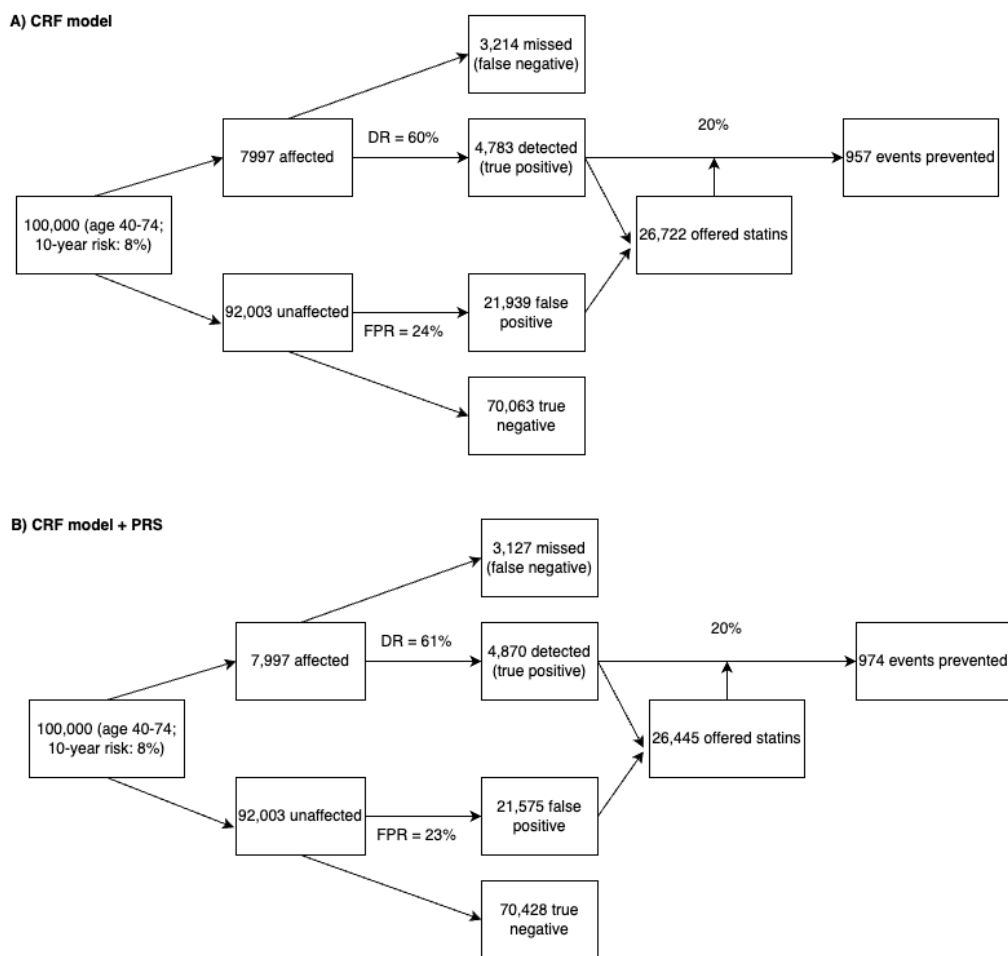 A) CRF model
3,214 missed
(false negative)
7997 affected
DR = 60%
4,783 detected
(true positive)
20%
957 events prevented
100,000 (age 40-74;
10-year risk: 8%)
26,722 offered statins
92,003 unaffected
FPR = 24%
21,939 false
positive
70,063 true
negative
B) CRF model + PRS
3,127 missed
(false negative)
7,997 affected
DR = 61%
4,870 detected
(true positive)
20%
974 events prevented
100,000 (age 40-74;
10-year risk: 8%)
26,445 offered statins
92,003 unaffected
FPR = 23%
21,575 false
positive
70,428 true
negative